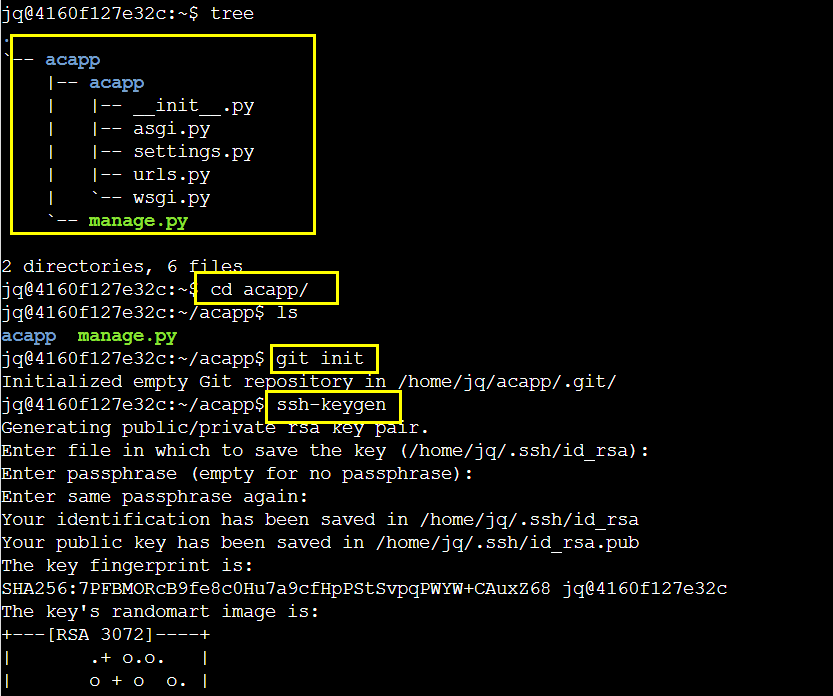 jq@4160f127e32c:~$ tree
.
`-- acapp
    |-- acapp
    |   |-- __init__.py
    |   |-- asgi.py
    |   |-- settings.py
    |   |-- urls.py
    |   `-- wsgi.py
    `-- manage.py
2 directories, 6 files
jq@4160f127e32c:~$ cd acapp/
jq@4160f127e32c:~/acapp$ ls
acapp  manage.py
jq@4160f127e32c:~/acapp$ git init
Initialized empty Git repository in /home/jq/acapp/.git/
jq@4160f127e32c:~/acapp$ ssh-keygen
Generating public/private rsa key pair.
Enter file in which to save the key (/home/jq/.ssh/id_rsa):
Enter passphrase (empty for no passphrase):
Enter same passphrase again:
Your identification has been saved in /home/jq/.ssh/id_rsa
Your public key has been saved in /home/jq/.ssh/id_rsa.pub
The key fingerprint is:
SHA256:7PFBMORcB9fe8c0Hu7a9cfHpPStSvpqPWYW+CAuxZ68 jq@4160f127e32c
The key's randomart image is:
+---[RSA 3072]----+
|       .+ o.o.   |
|       o + o  o. |